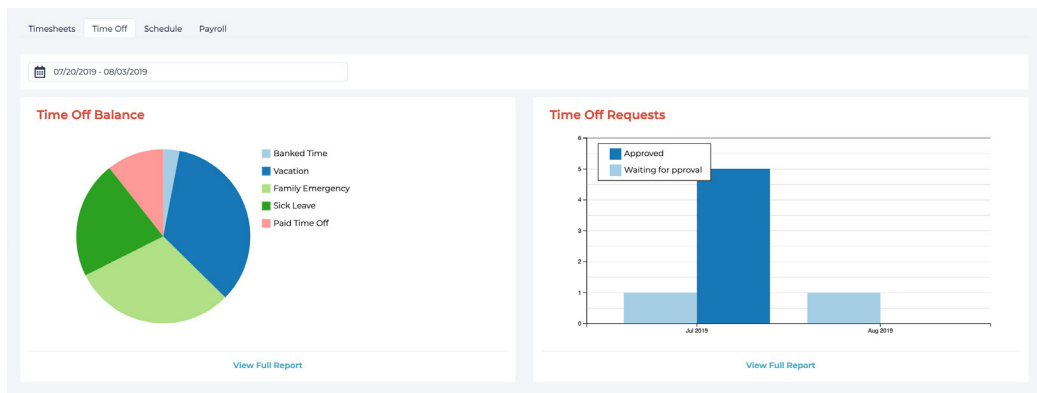 Timesheets Time Off Schedule Payroll
07/20/2019 - 08/03/2019
Time Off Balance
Banked Time
Vacation
Family Emergency
Sick Leave
Paid Time Off
View Full Report
Time Off Requests
6
Approved
Waiting for pproval
5
4
3
2
1
0
Jul 2019 Aug 2019
View Full Report